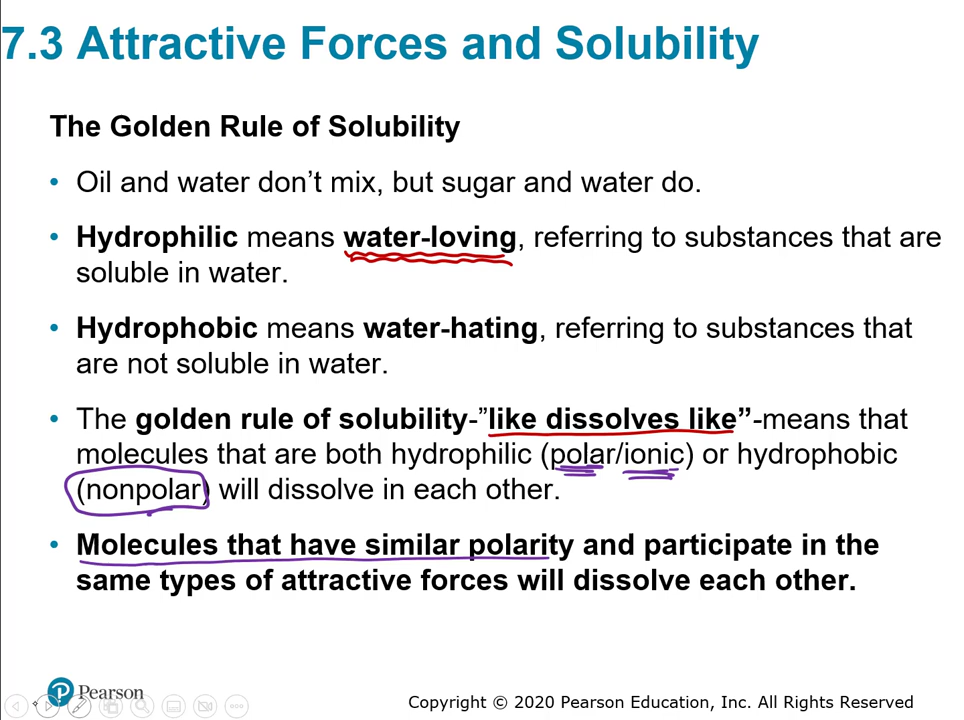 7.3 Attractive Forces and Solubility
The Golden Rule of Solubility
• Oil and water don’t mix, but sugar and water do.
• Hydrophilic means water-loving, referring to substances that are
soluble in water.
• Hydrophobic means water-hating, referring to substances that
are not soluble in water.
• The golden rule of solubility-”like dissolves like”-means that
molecules that are both hydrophilic (polar/ionic) or hydrophobic
(nonpolar) will dissolve in each other.
• Molecules that have similar polarity and participate in the
same types of attractive forces will dissolve each other.
P Pearson
Copyright © 2020 Pearson Education, Inc. All Rights Reserved